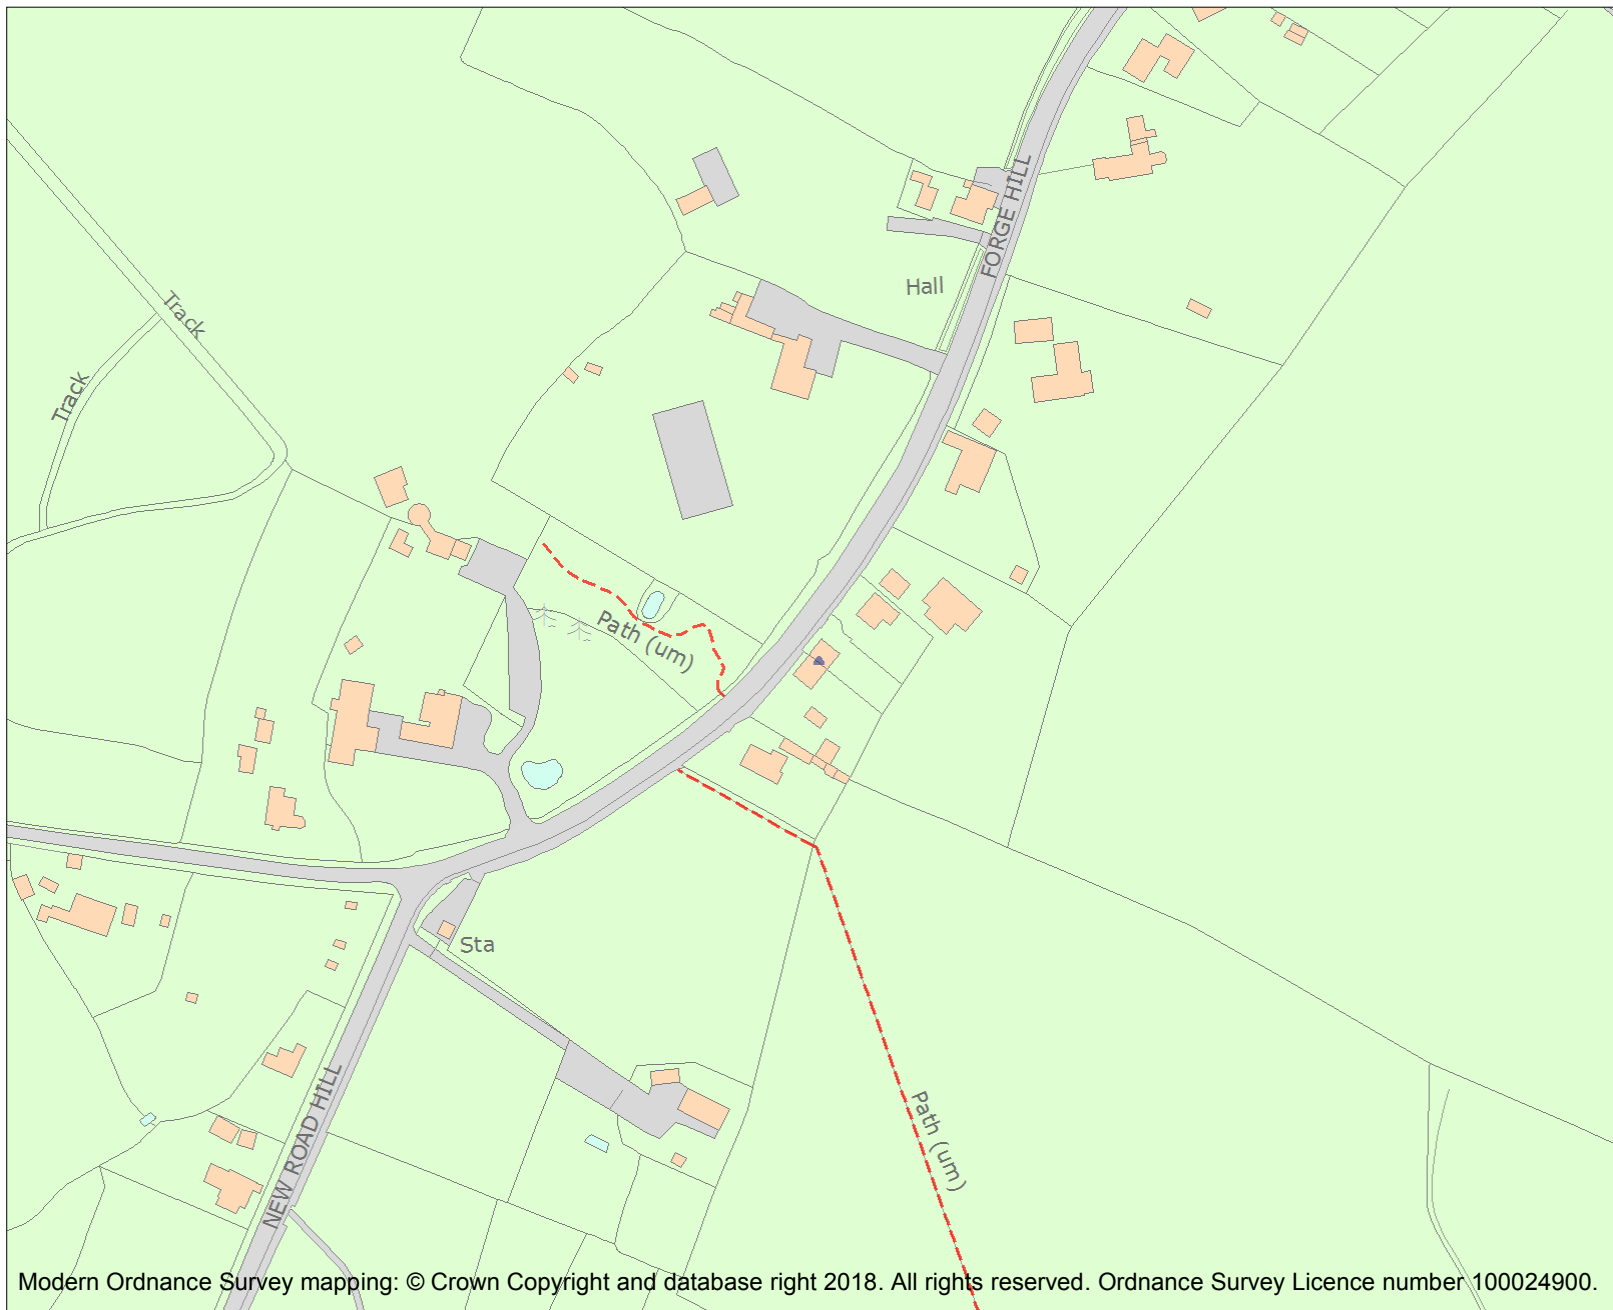 FORGE HILL
Hall
Track
Track
Path (um)
Sta
NEW ROAD HILL
Path (um)
Modern Ordnance Survey mapping: © Crown Copyright and database right 2018. All rights reserved. Ordnance Survey Licence number 100024900.